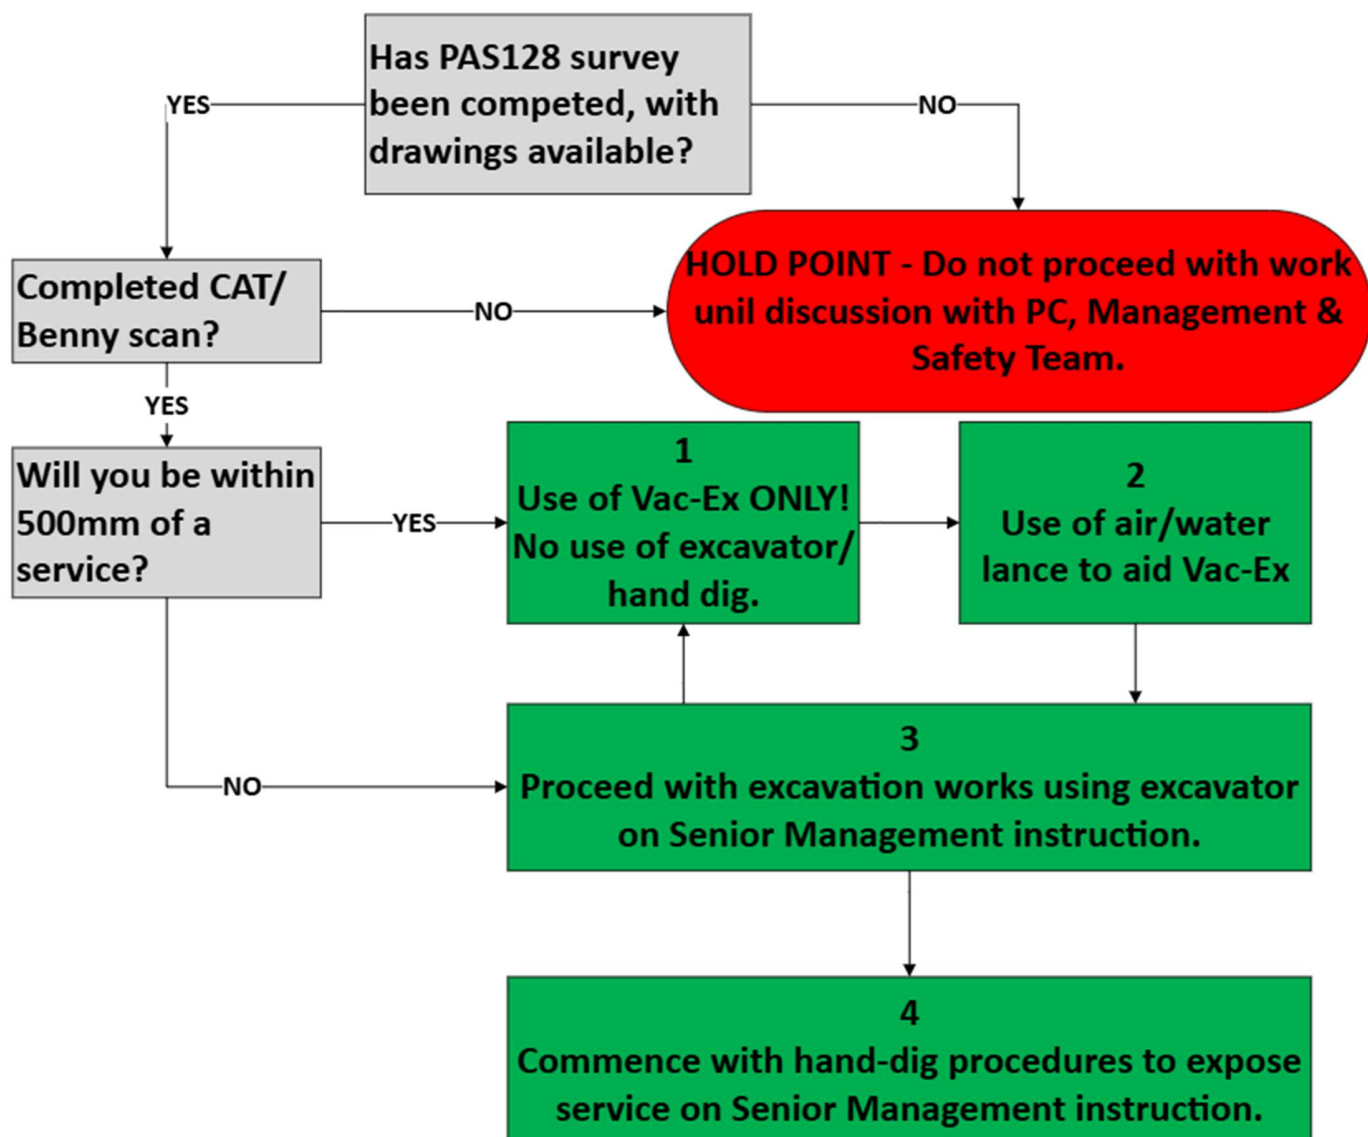 Has PAS128 survey
been competed, with
drawings available?
YES
NO
HOLD POINT - Do not proceed with work
unil discussion with PC, Management &
Safety Team.
Completed CAT/
Benny scan?
NO
YES
Will you be within
500mm of a
service?
YES
1
Use of Vac-Ex ONLY!
No use of excavator/
hand dig.
2
Use of air/water
lance to aid Vac-Ex
NO
3
Proceed with excavation works using excavator
on Senior Management instruction.
4
Commence with hand-dig procedures to expose
service on Senior Management instruction.